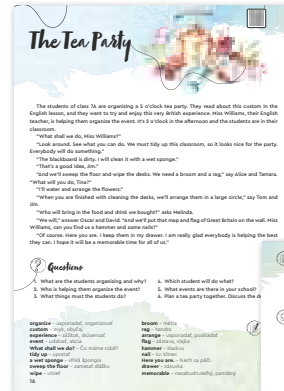 The Tea Party
The students of class 7A are organizing a 5 o'clock tea party. They read about this custom in the
English lesson, and they want to try and enjoy this very British experience. Miss Williams, their English
teacher, is helping them organize the event. It's 2 o'clock in the afternoon and the students are in their
classroom.
"What shall we do, Miss Williams?"
"Look around. See what you can do. We must tidy up this classroom, so it looks nice for the party.
Everybody will do something."
"The blackboard is dirty. I will clean it with a wet sponge."
"That's a good idea, Jim."
"And we'll sweep the floor and wipe the desks. We need a broom and a rag," say Alice and Tamara.
"What will you do, Tina?"
"I'll water and arrange the flowers."
"When you are finished with cleaning the desks, we'll arrange them in a large circle," say Tom and
Jim.
"Who will bring in the food and drink we bought?" asks Melinda.
"We will," answer Oscar and David. "And we'll put that map and flag of Great Britain on the wall. Miss
Williams, can you find us a hammer and some nails?"
"Of course. Here you are. I keep them in my drawer. I am really glad everybody is helping the best
they can. I hope it will be a memorable time for all of us."
Questions
1. What are the students organizing and why?
2. Who is helping them organize the event?
3. What things must the students do?
4. Which student will do what?
5. What events are there in your school?
6. Plan a tea party together. Discuss the d
organize – usporiadať, organizovať
custom – zvyk, obyčaj
experience – zážitok, skúsenosť
event – udalosť, akcia
What shall we do? – Čo máme robiť?
tidy up – upratať
a wet sponge – vlhká špongia
sweep the floor – zametať dlážku
wipe – utrieť
broom – metla
rag – handra
arrange – usporiadať, poukladať
flag – zástava, vlajka
hammer – kladivo
nail – tu: klinec
Here you are. – Nech sa páči.
drawer – zásuvka
memorable – nezabudnuteľný, pamätný
16